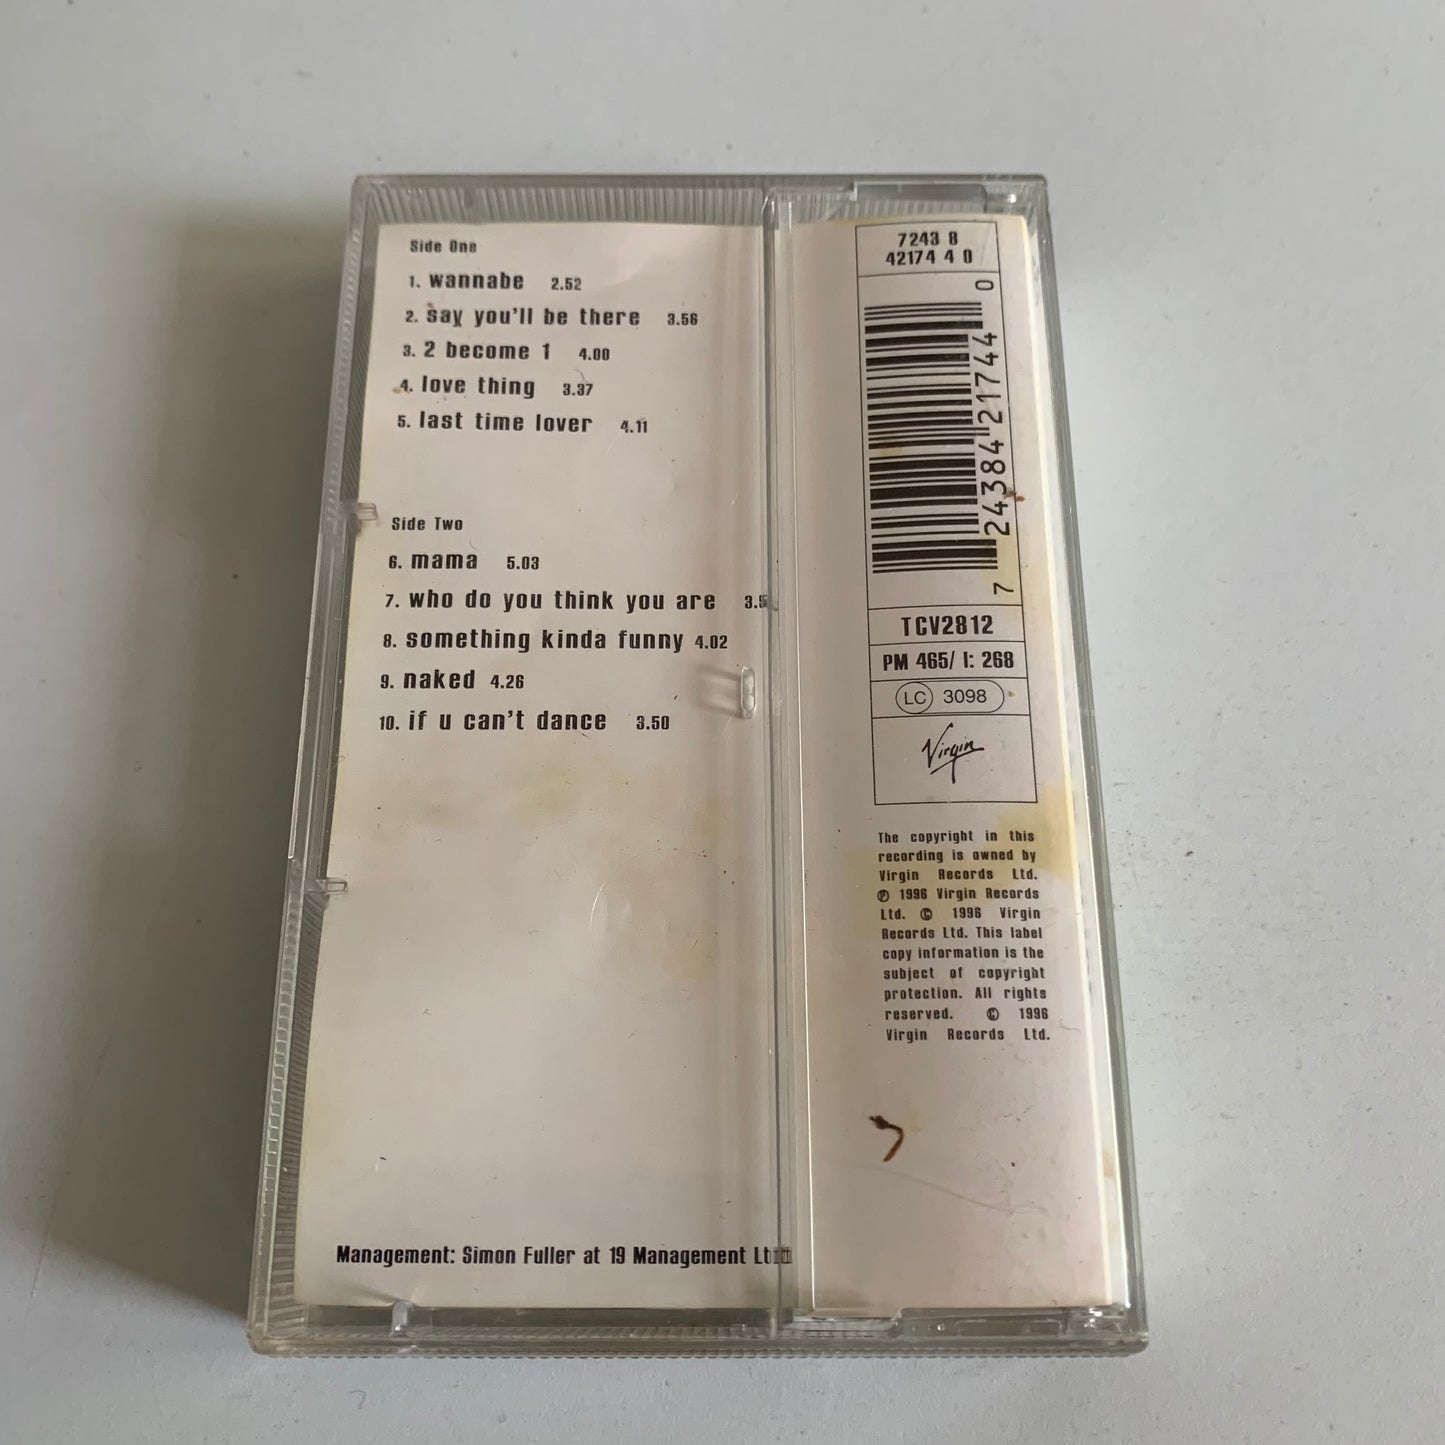 Side One
1. wannabe 2.52
2. say you'll be there 3.56
3. 2 become 1 4.00
4. love thing 3.37
5. last time lover 4.11
Side Two
6. mama 5.03
7. who do you think you are
8. something kinda funny 4.02
9. naked 4.26
10. if u can't dance 3.50
Management: Simon Fuller at 19 Management
7243 8
42174 4 0
7 24384 21744 0
TCV2812
PM 465/ I: 268
LC 3098
Virgin
The copyright in this
recording is owned by
Virgin Records Ltd.
℗ 1996 Virgin Records
Ltd. © 1996 Virgin
Records Ltd. This label
copy information is the
subject of copyright
protection. All rights
reserved. © 1996
Virgin Records Ltd.